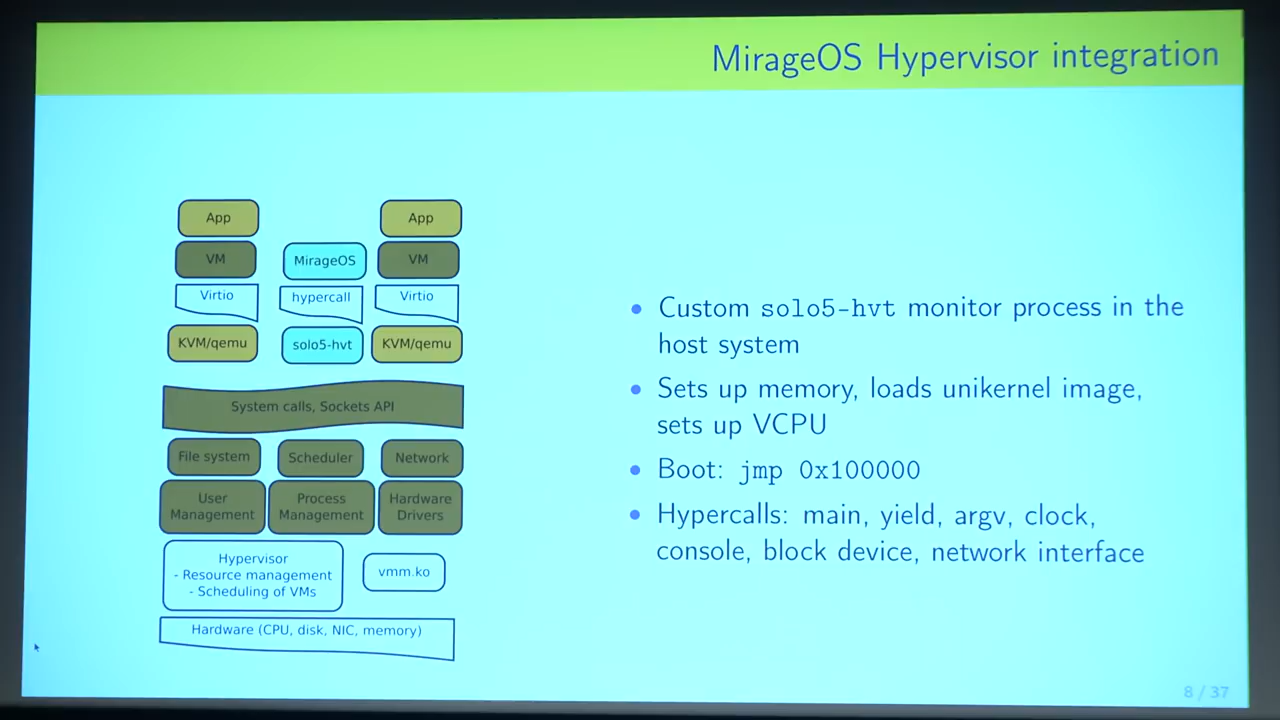 MirageOS Hypervisor integration
App
App
VM
MirageOS
VM
Virtio
hypercall
Virtio
KVM/qemu
solo5-hvt
KVM/qemu
System calls, Sockets API
File system
Scheduler
Network
User
Management
Process
Management
Hardware
Drivers
Hypervisor
- Resource management
- Scheduling of VMs
vmm.ko
Hardware (CPU, disk, NIC, memory)
• Custom solo5-hvt monitor process in the
host system
• Sets up memory, loads unikernel image,
sets up VCPU
• Boot: jmp 0x100000
• Hypercalls: main, yield, argv, clock,
console, block device, network interface
8 / 37